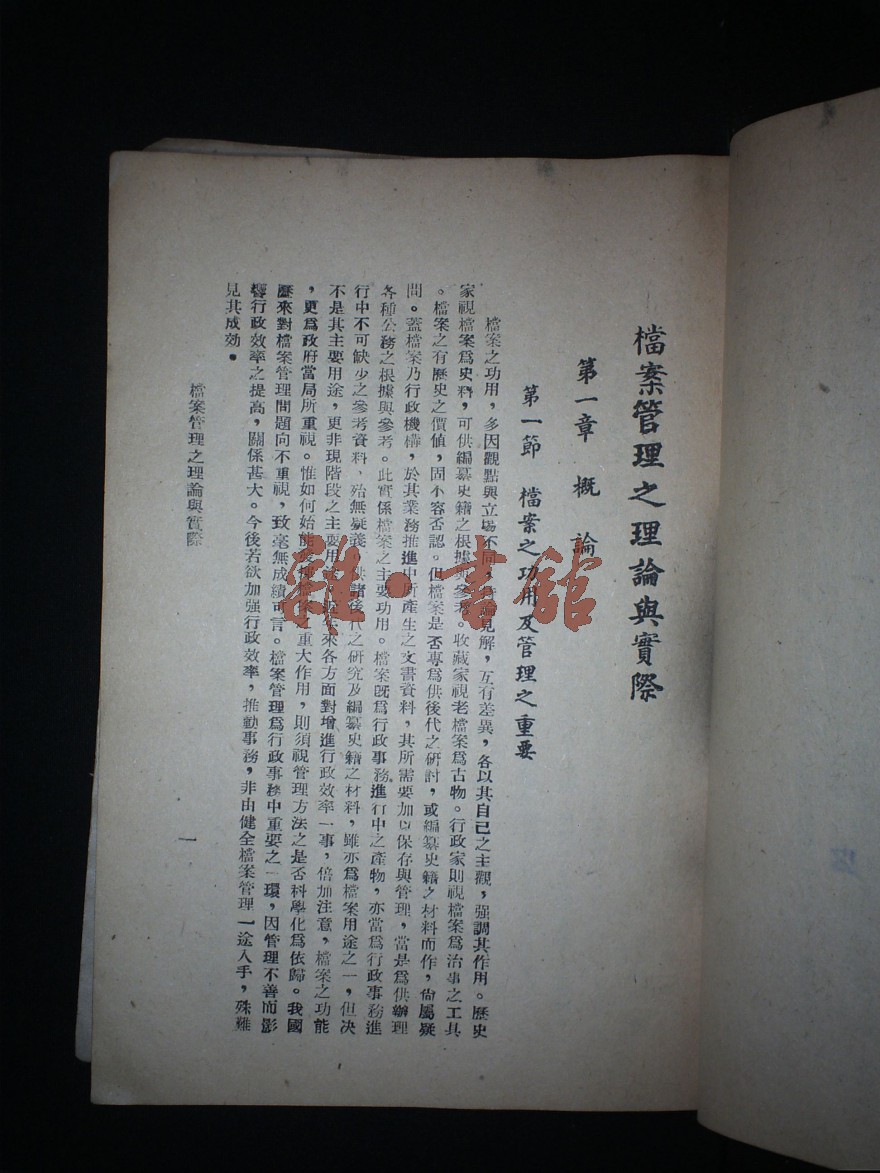 檔案管理之理論與實際
第一章 概 論
第一節 檔案之功用及管理之重要
檔案之功用，多因觀點與立場不同，見解，互有差異，各以其自己之主觀，强調其作用。歷史
家視檔案爲史料，可供編纂史籍之根據與參考。收藏家視老檔案爲古物。行政家則視檔案爲治事之工具
。檔案之有歷史之價値，固不容否認。但檔案是否專爲供後代之研討，或編纂史籍之材料而作，尙屬疑
問。蓋檔案乃行政機構，於其業務推進中所產生之文書資料，其所需要加以保存與管理，當是爲供辦理
各種公務之根據與參考。此實係檔案之主要功用。檔案旣爲行政事務進行中之產物，亦當爲行政事務進
行中不可缺少之參考資料，殆無疑義。供諸後代之研究及編纂史籍之材料，雖亦爲檔案用途之一，但决
不是其主要用途，更非現階段之主要用來各方面對增進行政效率一事，倍加注意，檔案之功能
，更爲政府當局所重視。惟如何始能檔案之重大作用，則須視管理方法之是否科學化爲依歸。我國
歷來對檔案管理問題向不重視，致毫無成績可言。檔案管理爲行政事務中重要之一環，因管理不善而影
響行政效率之提高，關係甚大。今後若欲加强行政效率，推動事務，非由健全檔案管理一途入手，殊難
見其成効。
檔案管理之理論與實際
一
雜·書館